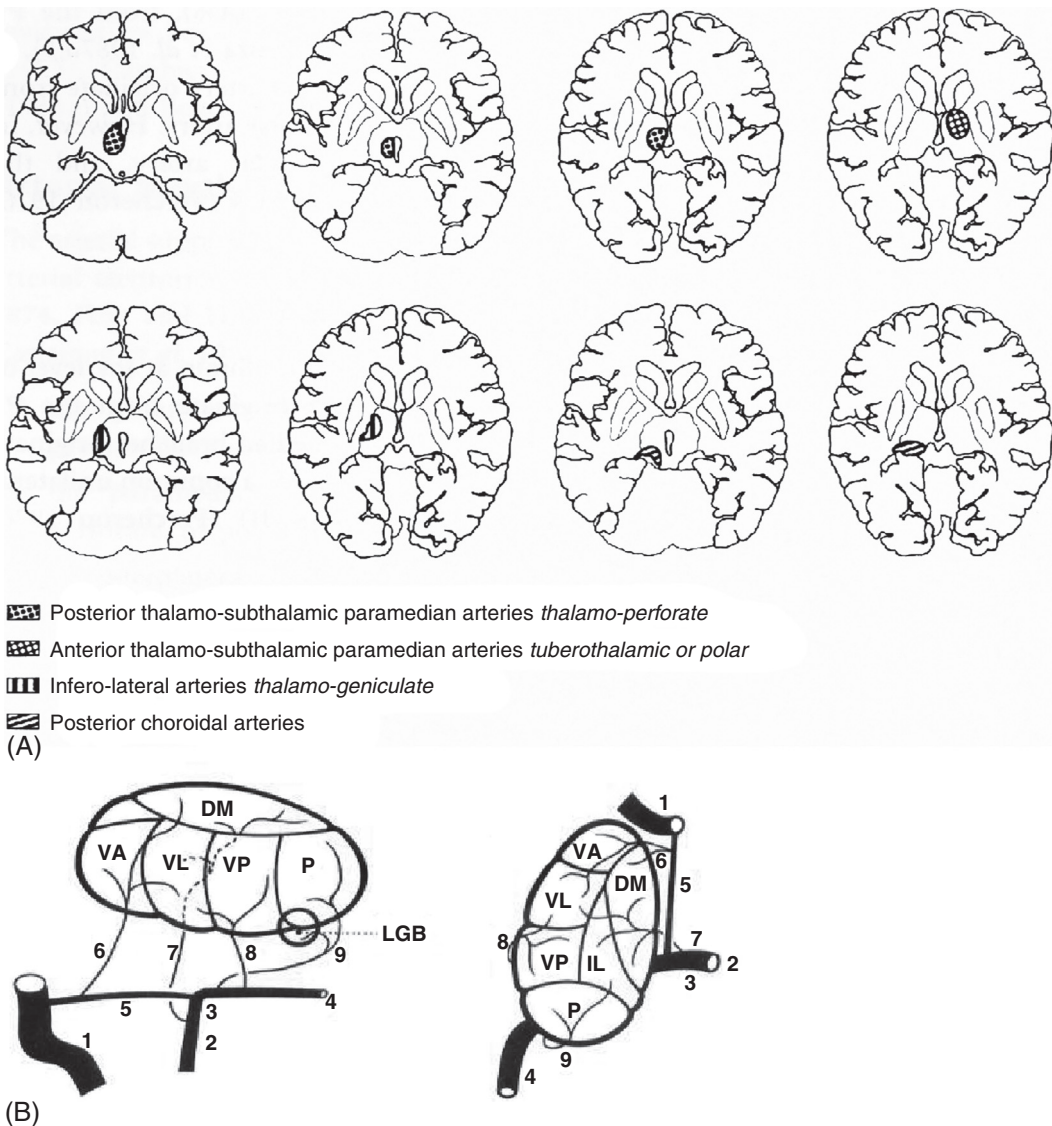 Posterior thalamo-subthalamic paramedian arteries thalamo-perforate
Anterior thalamo-subthalamic paramedian arteries tuberothalamic or polar
Infero-lateral arteries thalamo-geniculate
Posterior choroidal arteries
(A)
DM
VA
VL
VP
P
LGB
6
7
8
9
5
3
4
1
2
1
VA
6
DM
5
VL
8
7
VP
IL
2
3
P
9
4
(B)